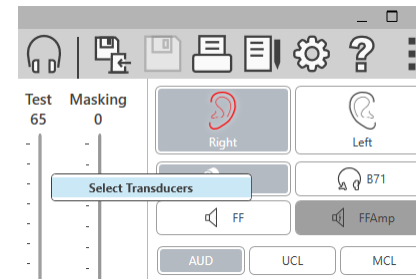 Test Masking
65 0
Right Left
Select Transducers
B71
FF FFAmp
AUD UCL MCL